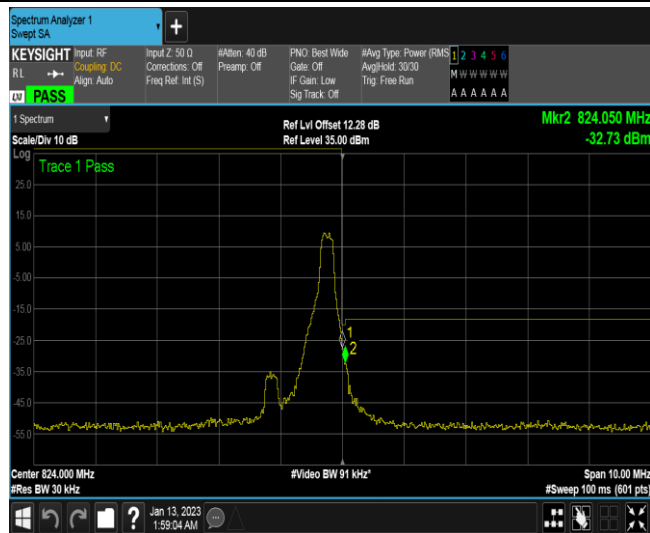 Spectrum Analyzer 1
Swept SA
KEYSIGHT
RL
LXI PASS
Input: RF
Coupling: DC
Align: Auto
Input Z: 50 Ω
Corrections: Off
Freq Ref: Int (S)
#Atten: 40 dB
Preamp: Off
PNO: Best Wide
Gate: Off
IF Gain: Low
Sig Track: Off
#Avg Type: Power (RMS
Avg|Hold: 30/30
Trig: Free Run
1 2 3 4 5 6
M W W W W W
A A A A A A
1 Spectrum
Scale/Div 10 dB
Ref Lvl Offset 12.28 dB
Ref Level 35.00 dBm
Mkr2 824.050 MHz
-32.73 dBm
Log
Trace 1 Pass
25.0
15.0
5.00
-5.00
-15.0
-25.0
-35.0
-45.0
-55.0
1
2
Center 824.000 MHz
#Res BW 30 kHz
#Video BW 91 kHz*
Span 10.00 MHz
#Sweep 100 ms (601 pts)
?
Jan 13, 2023
1:59:04 AM